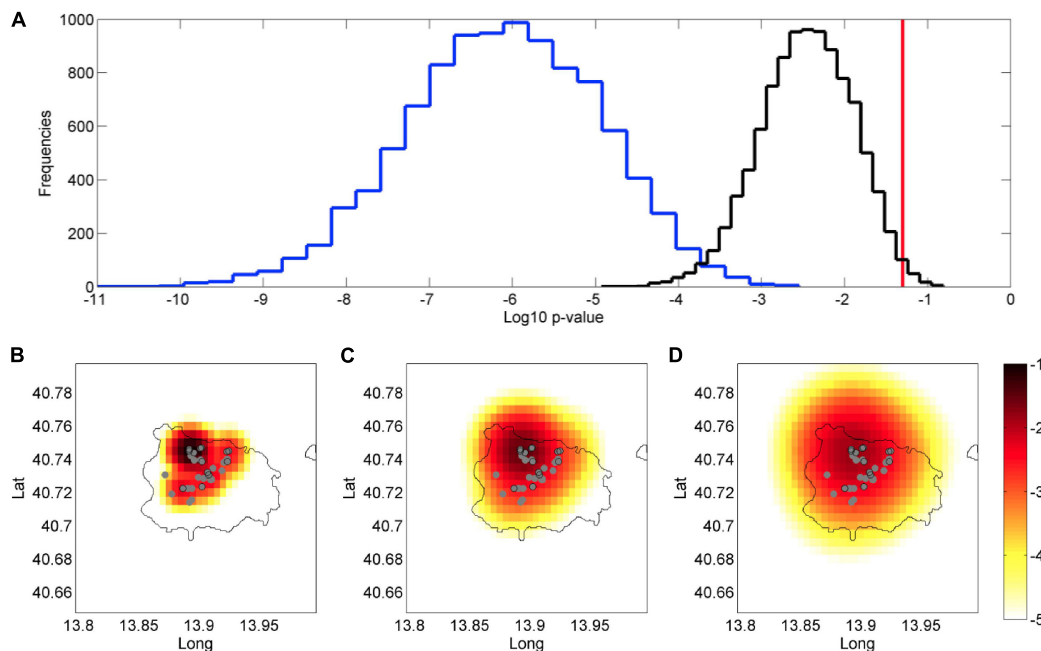 A
1000
800
600
400
200
0
Frequencies
-11 -10 -9 -8 -7 -6 -5 -4 -3 -2 -1 0
Log10 p-value
B
40.78
40.76
40.74
40.72
40.7
40.68
40.66
Lat
13.8 13.85 13.9 13.95
Long
C
40.78
40.76
40.74
40.72
40.7
40.68
40.66
Lat
13.8 13.85 13.9 13.95
Long
D
40.78
40.76
40.74
40.72
40.7
40.68
40.66
Lat
13.8 13.85 13.9 13.95
Long
-1
-2
-3
-4
-5